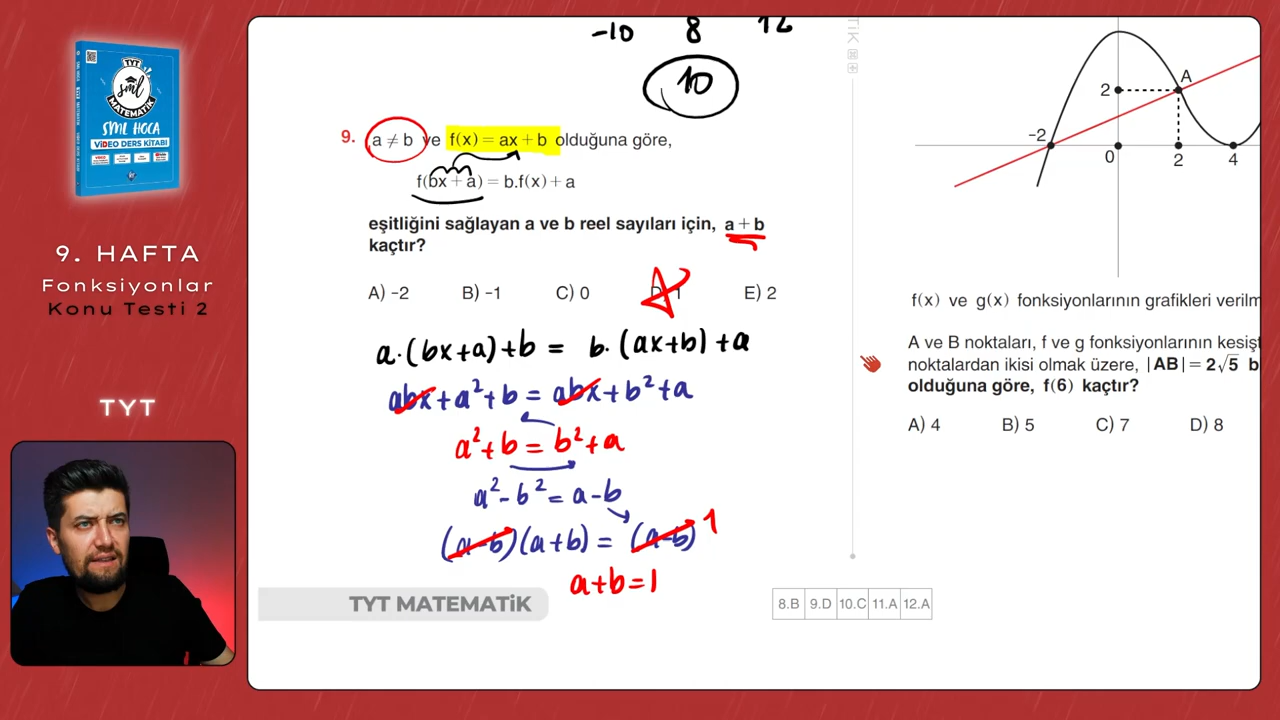 TYT
sml
MATEMATİK
SML HOCA
VİDEO DERS KİTABI
9. HAFTA
Fonksiyonlar
Konu Testi 2
TYT
-10 8 12
10
9. a ≠ b ve f(x) = ax + b olduğuna göre,
f(bx + a) = b.f(x) + a
eşitliğini sağlayan a ve b reel sayıları için, a + b
kaçtır?
A) -2 B) -1 C) 0 D) 1 E) 2
a.(bx+a)+b = b.(ax+b)+a
abx+a²+b = abx+b²+a
a²+b = b²+a
a²-b² = a-b
(a-b)(a+b) = (a-b) 1
a+b=1
TYT MATEMATİK
8.B 9.D 10.C 11.A 12.A
A
2
-2
0
2
4
f(x) ve g(x) fonksiyonlarının grafikleri verilm
A ve B noktaları, f ve g fonksiyonlarının kesişt
noktalardan ikisi olmak üzere, |AB| = 2√5 b
olduğuna göre, f(6) kaçtır?
A) 4 B) 5 C) 7 D) 8